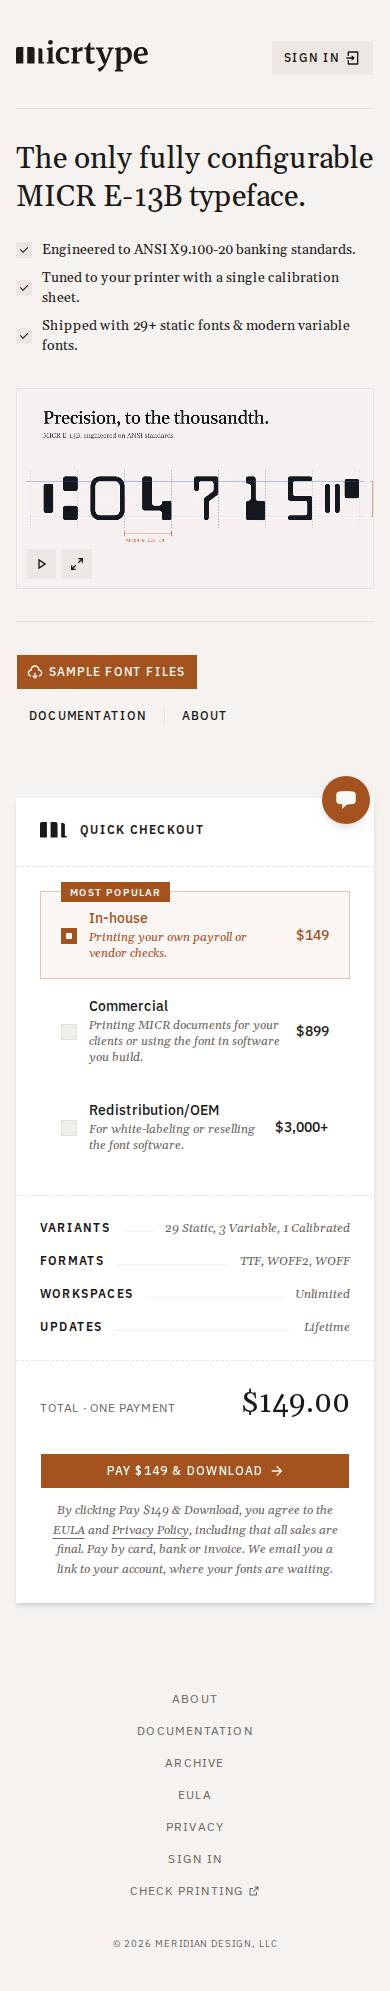 micrtype
SIGN IN
The only fully configurable
MICR E-13B typeface.
Engineered to ANSI X9.100-20 banking standards.
Tuned to your printer with a single calibration
sheet.
Shipped with 29+ static fonts & modern variable
fonts.
Precision, to the thousandth.
MICR E-13B, engineered on ANSI standards
SAMPLE FONT FILES
DOCUMENTATION
ABOUT
QUICK CHECKOUT
MOST POPULAR
In-house
Printing your own payroll or
vendor checks.
$149
Commercial
Printing MICR documents for your
clients or using the font in software
you build.
$899
Redistribution/OEM
For white-labeling or reselling
the font software.
$3,000+
VARIANTS 29 Static, 3 Variable, 1 Calibrated
FORMATS TTF, WOFF2, WOFF
WORKSPACES Unlimited
UPDATES Lifetime
TOTAL · ONE PAYMENT $149.00
PAY $149 & DOWNLOAD
By clicking Pay $149 & Download, you agree to the
EULA and Privacy Policy, including that all sales are
final. Pay by card, bank or invoice. We email you a
link to your account, where your fonts are waiting.
ABOUT
DOCUMENTATION
ARCHIVE
EULA
PRIVACY
SIGN IN
CHECK PRINTING
© 2026 MERIDIAN DESIGN, LLC